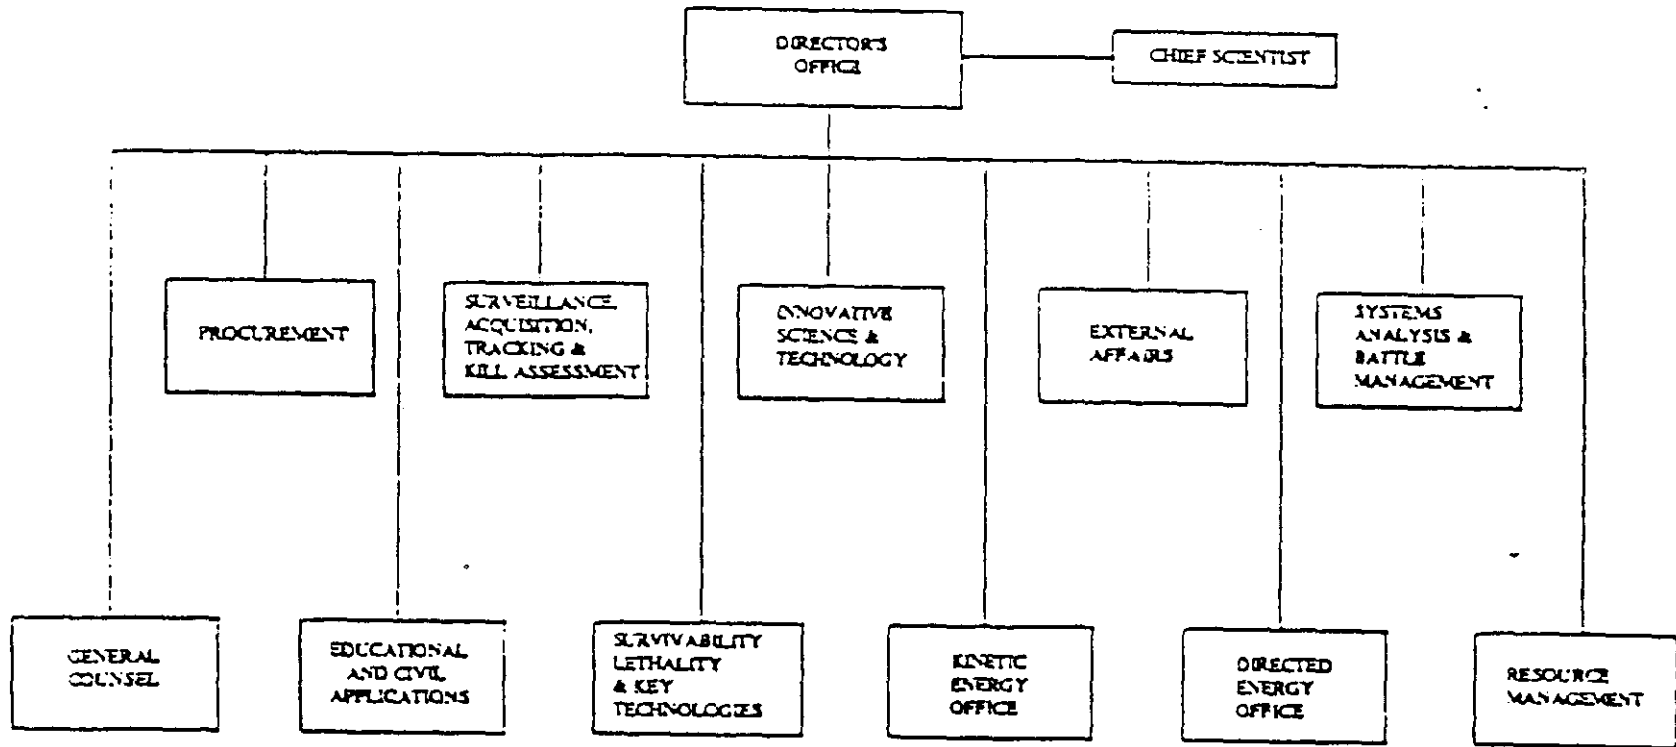 DIRECTOR'S
OFFICE
CHIEF SCIENTIST
PROCUREMENT
SURVEILLANCE,
ACQUISITION,
TRACKING &
KILL ASSESSMENT
INNOVATIVE
SCIENCE &
TECHNOLOGY
EXTERNAL
AFFAIRS
SYSTEMS
ANALYSIS &
BATTLE
MANAGEMENT
GENERAL
COUNSEL
EDUCATIONAL
AND CIVIL
APPLICATIONS
SURVIVABILITY
LETHALITY
& KEY
TECHNOLOGIES
KINETIC
ENERGY
OFFICE
DIRECTED
ENERGY
OFFICE
RESOURCE
MANAGEMENT